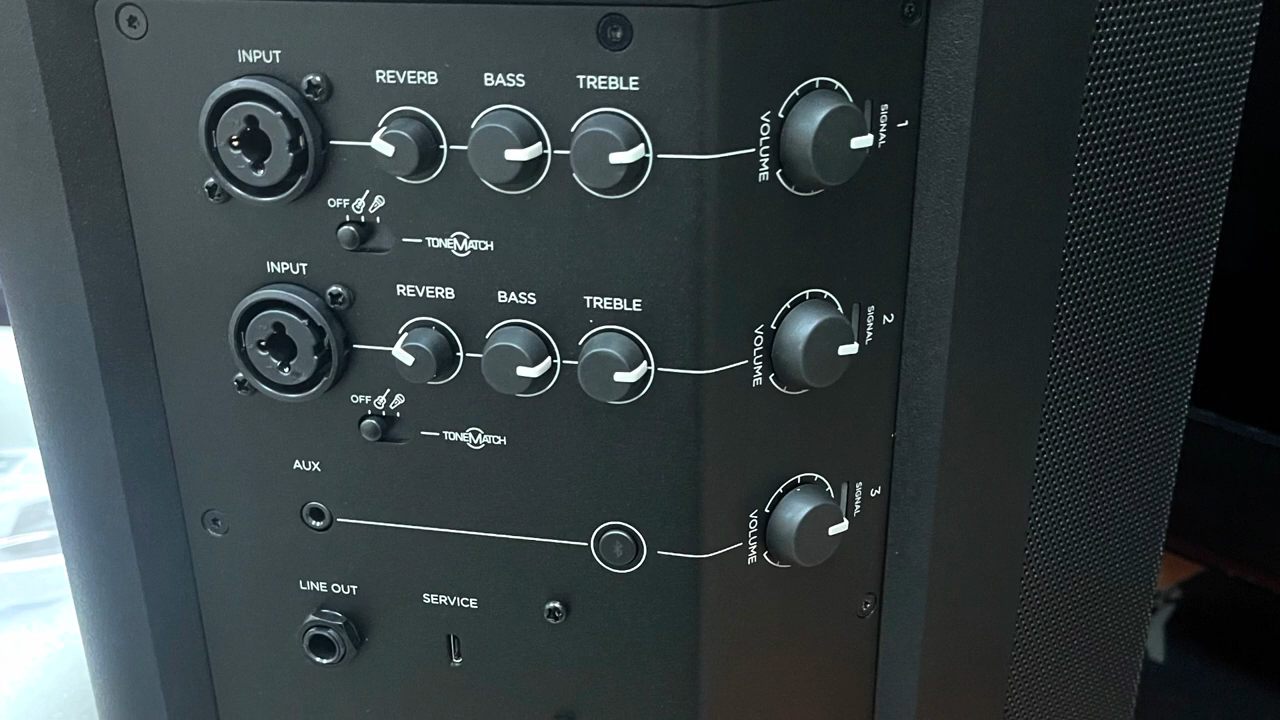 INPUT
REVERB
BASS
TREBLE
VOLUME
SIGNAL
1
OFF
TONEMATCH
INPUT
REVERB
BASS
TREBLE
VOLUME
SIGNAL
2
OFF
TONEMATCH
AUX
VOLUME
SIGNAL
3
LINE OUT
SERVICE